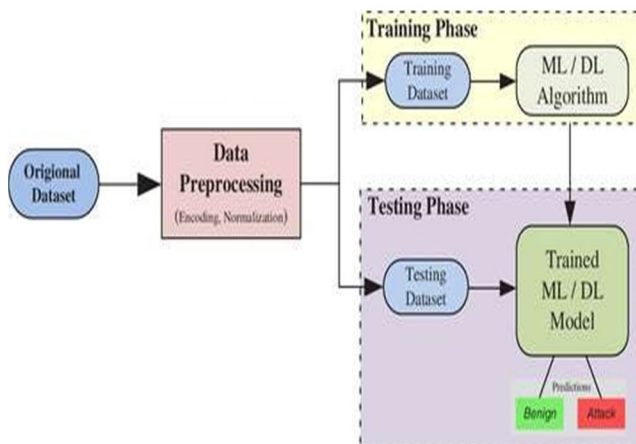 Training Phase
Training
Dataset
ML / DL
Algorithm
Origional
Dataset
Data
Preprocessing
(Encoding, Normalization)
Testing Phase
Testing
Dataset
Trained
ML / DL
Model
Predictions
Benign
Attack